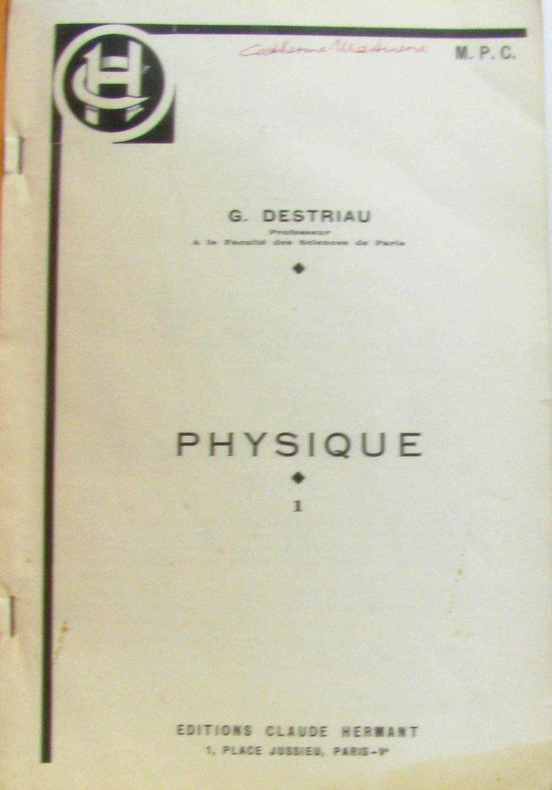 M. P. C.
G. DESTRIAU
Professeur
à la Faculté des Sciences de Paris
PHYSIQUE
1
EDITIONS CLAUDE HERMANT
1, PLACE JUSSIEU, PARIS-Vᵉ